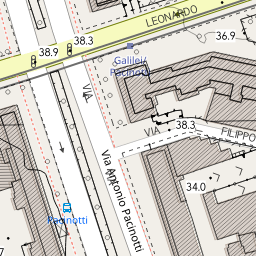 LEONARDO
38.3
38.9
36.9
Galilei/
Pacinotti
VIA
VIA
38.3
FILIPPO
Via Antonio Pacinotti
34.0
Pacinotti